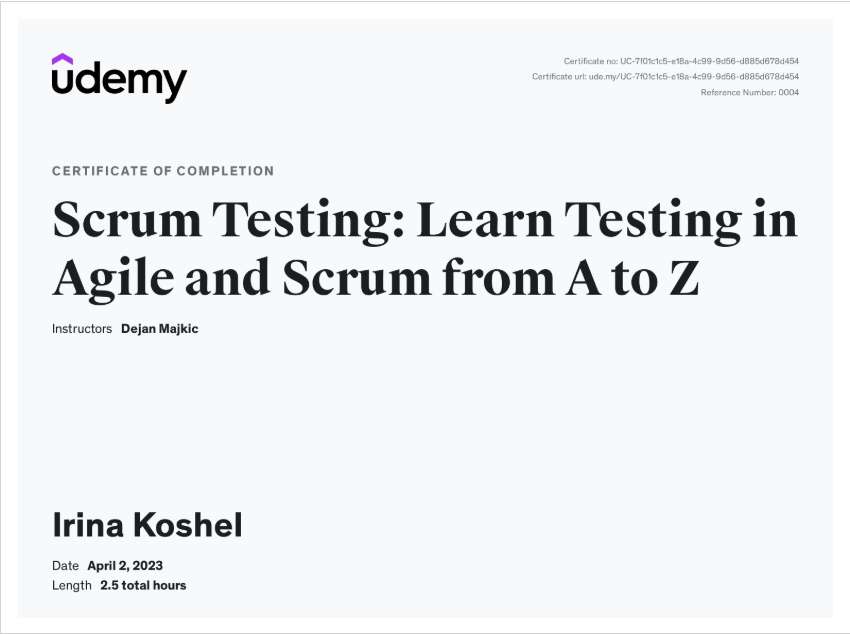 udemy
Certificate no: UC-7f01c1c5-e18a-4c99-9d56-d885d678d454
Certificate url: ude.my/UC-7f01c1c5-e18a-4c99-9d56-d885d678d454
Reference Number: 0004
CERTIFICATE OF COMPLETION
Scrum Testing: Learn Testing in
Agile and Scrum from A to Z
Instructors Dejan Majkic
Irina Koshel
Date April 2, 2023
Length 2.5 total hours